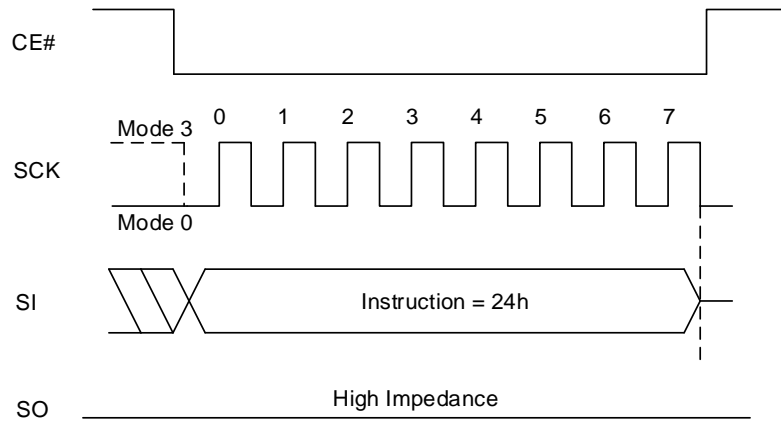 CE#
0 1 2 3 4 5 6 7
Mode 3
SCK
Mode 0
SI
Instruction = 24h
High Impedance
SO